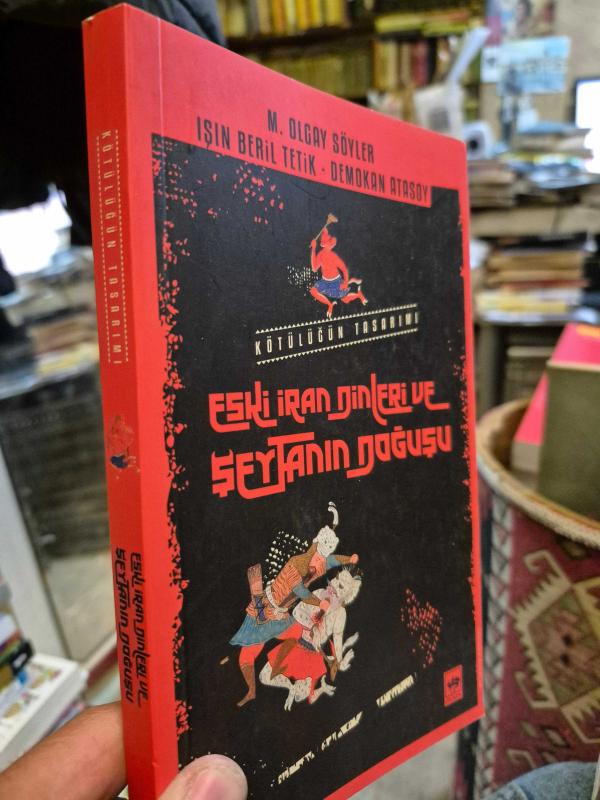 M. OLGAY SÖYLER
IŞIN BERİL TETİK · DEMOKAN ATASOY
KÖTÜLÜĞÜN TASARIMI
ESKİ İRAN DİNLERİ VE
ŞEYTANIN DOĞUŞU
KÖTÜLÜĞÜN TASARIMI
ESKİ İRAN DİNLERİ VE
ŞEYTANIN DOĞUŞU